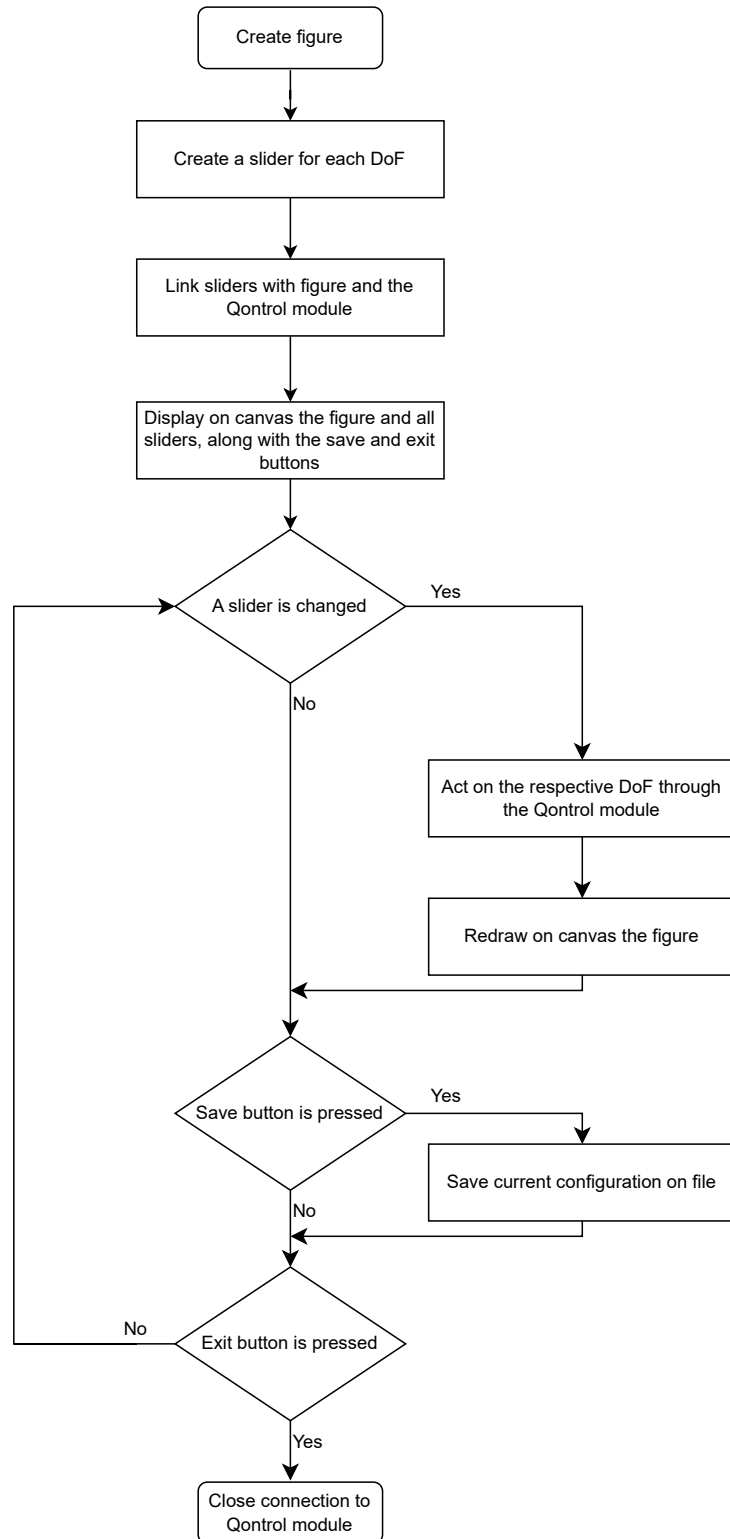 Create figure
Create a slider for each DoF
Link sliders with figure and the
Qontrol module
Display on canvas the figure and all
sliders, along with the save and exit
buttons
A slider is changed
Yes
No
Act on the respective DoF through
the Qontrol module
Redraw on canvas the figure
Save button is pressed
Yes
Save current configuration on file
No
No
Exit button is pressed
Yes
Close connection to
Qontrol module